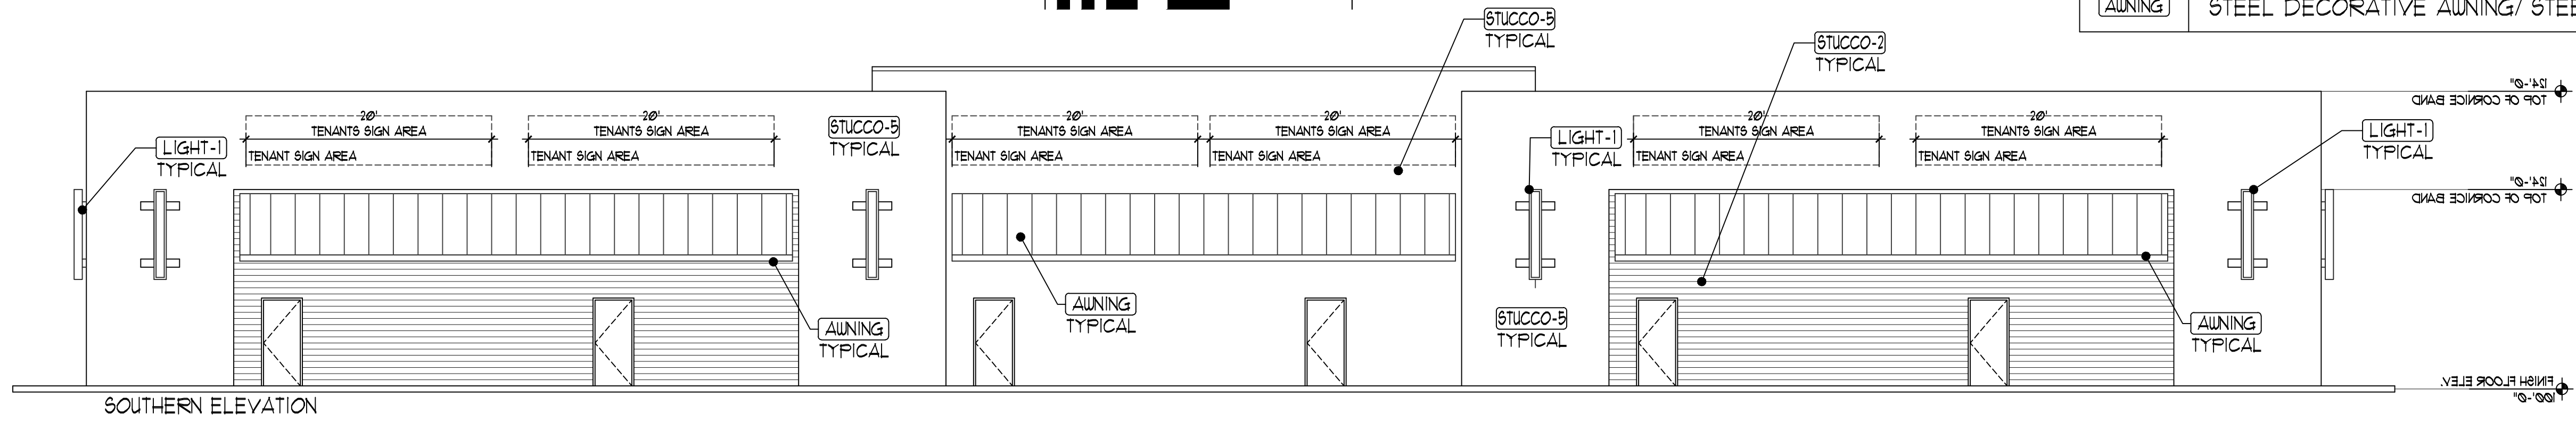 AWNING
STEEL DECORATIVE AWNING/ STEE
STUCCO-5
TYPICAL
STUCCO-2
TYPICAL
124'-0"
TOP OF CORNICE BAND
20'
TENANTS SIGN AREA
TENANT SIGN AREA
20'
TENANTS SIGN AREA
TENANT SIGN AREA
STUCCO-5
TYPICAL
20'
TENANTS SIGN AREA
TENANT SIGN AREA
20'
TENANTS SIGN AREA
TENANT SIGN AREA
20'
TENANTS SIGN AREA
TENANT SIGN AREA
20'
TENANTS SIGN AREA
TENANT SIGN AREA
LIGHT-1
TYPICAL
LIGHT-1
TYPICAL
LIGHT-1
TYPICAL
124'-0"
TOP OF CORNICE BAND
AWNING
TYPICAL
AWNING
TYPICAL
STUCCO-5
TYPICAL
AWNING
TYPICAL
FINISH FLOOR ELEV.
100'-0"
SOUTHERN ELEVATION